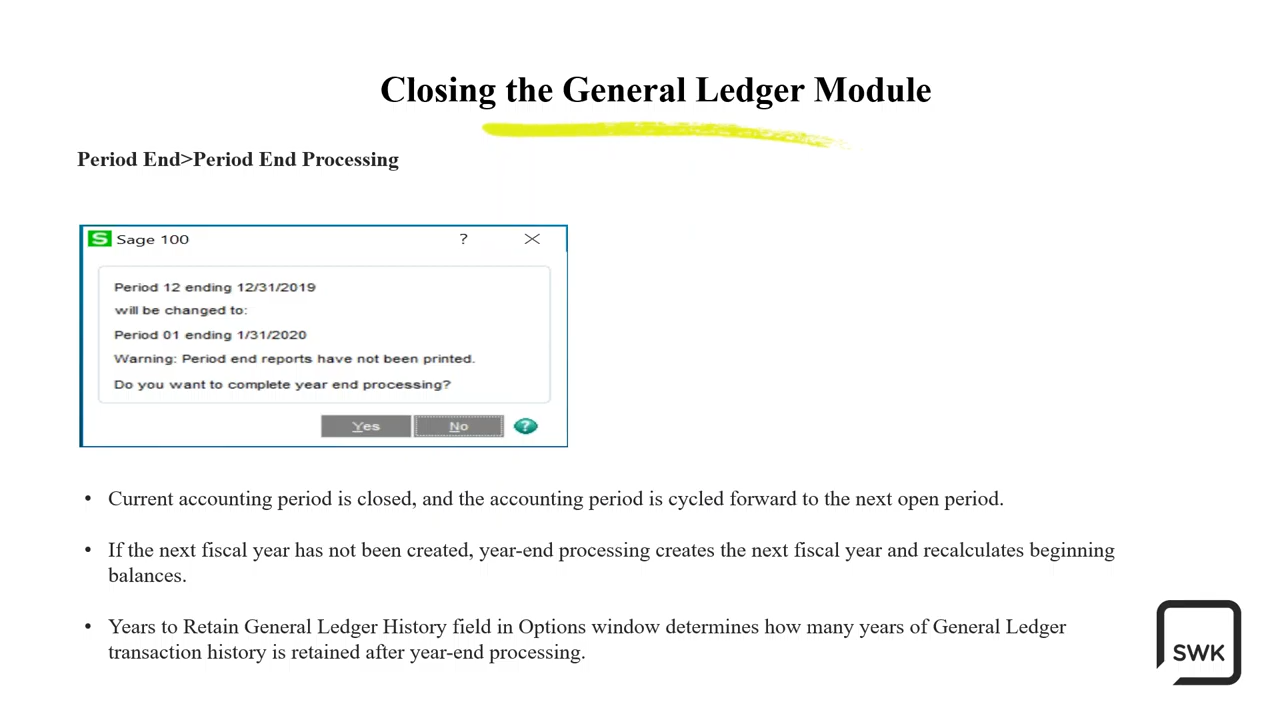 Closing the General Ledger Module
Period End>Period End Processing
Sage 100 ?
Period 12 ending 12/31/2019
will be changed to:
Period 01 ending 1/31/2020
Warning: Period end reports have not been printed.
Do you want to complete year end processing?
Yes No ?
• Current accounting period is closed, and the accounting period is cycled forward to the next open period.
• If the next fiscal year has not been created, year-end processing creates the next fiscal year and recalculates beginning
balances.
• Years to Retain General Ledger History field in Options window determines how many years of General Ledger
transaction history is retained after year-end processing.
SWK